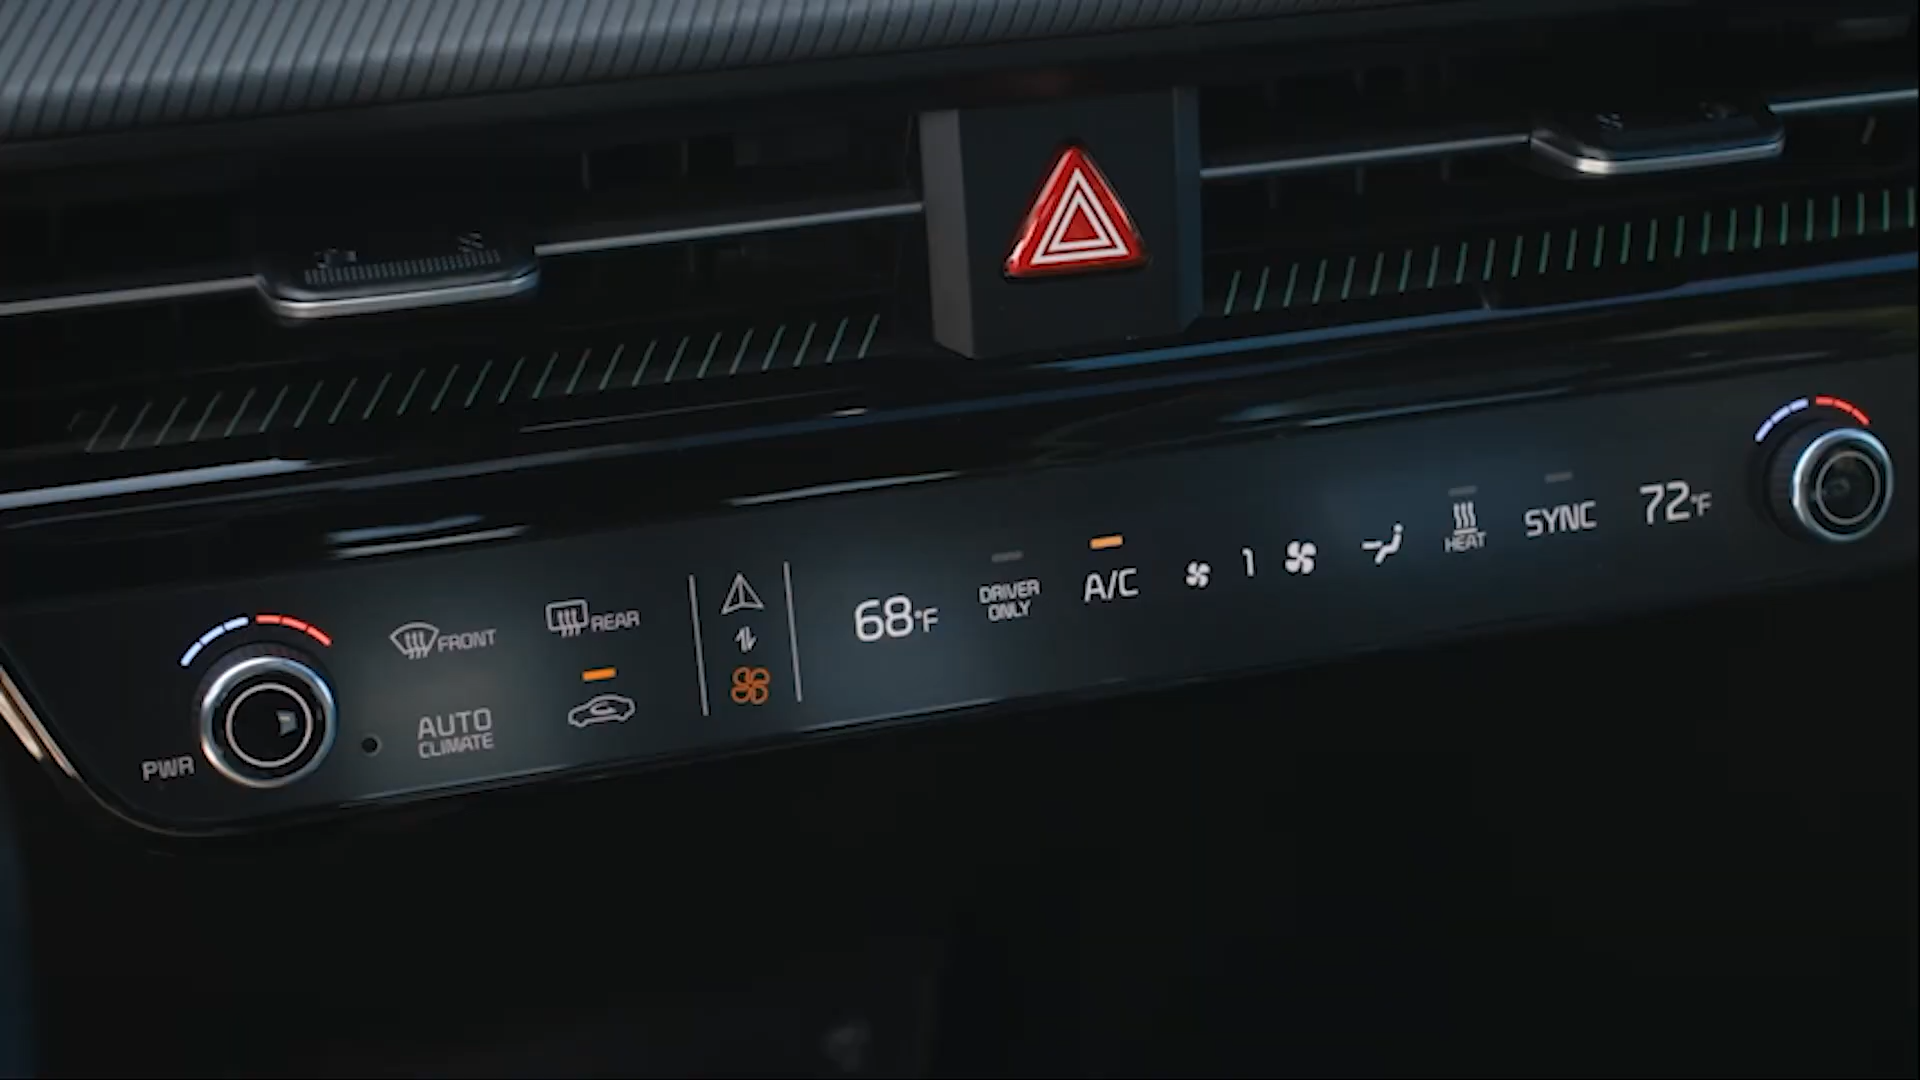 FRONT
REAR
AUTO
CLIMATE
PWR
68°F
DRIVER
ONLY
A/C
1
HEAT
SYNC
72°F